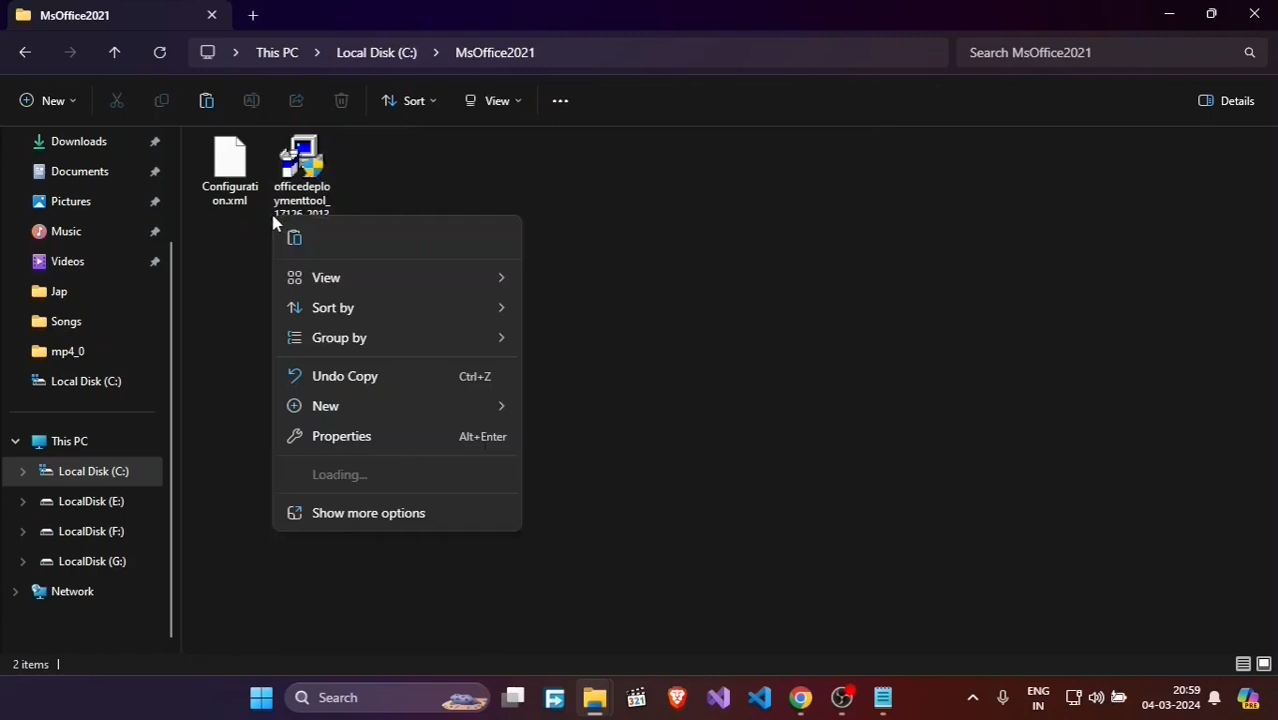 MsOffice2021
This PC
Local Disk (C:)
MsOffice2021
Search MsOffice2021
New
Sort
View
Details
Downloads
Documents
Pictures
Music
Videos
Jap
Songs
mp4_0
Local Disk (C:)
This PC
Local Disk (C:)
LocalDisk (E:)
LocalDisk (F:)
LocalDisk (G:)
Network
Configurati
on.xml
officedeplo
ymenttool_
View
Sort by
Group by
Undo Copy Ctrl+Z
New
Properties Alt+Enter
Loading...
Show more options
2 items
Search
321
ENG
IN
20:59
04-03-2024
PRE